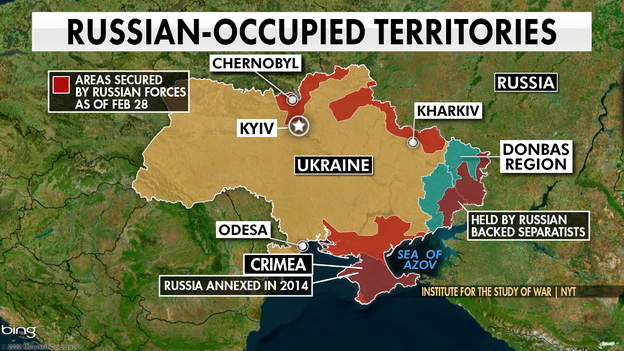 RUSSIAN-OCCUPIED TERRITORIES
CHERNOBYL
AREAS SECURED
BY RUSSIAN FORCES
AS OF FEB 28
RUSSIA
KHARKIV
KYIV
DONBAS
REGION
UKRAINE
HELD BY RUSSIAN
BACKED SEPARATISTS
ODESA
SEA OF
AZOV
CRIMEA
RUSSIA ANNEXED IN 2014
INSTITUTE FOR THE STUDY OF WAR | NYT
bing